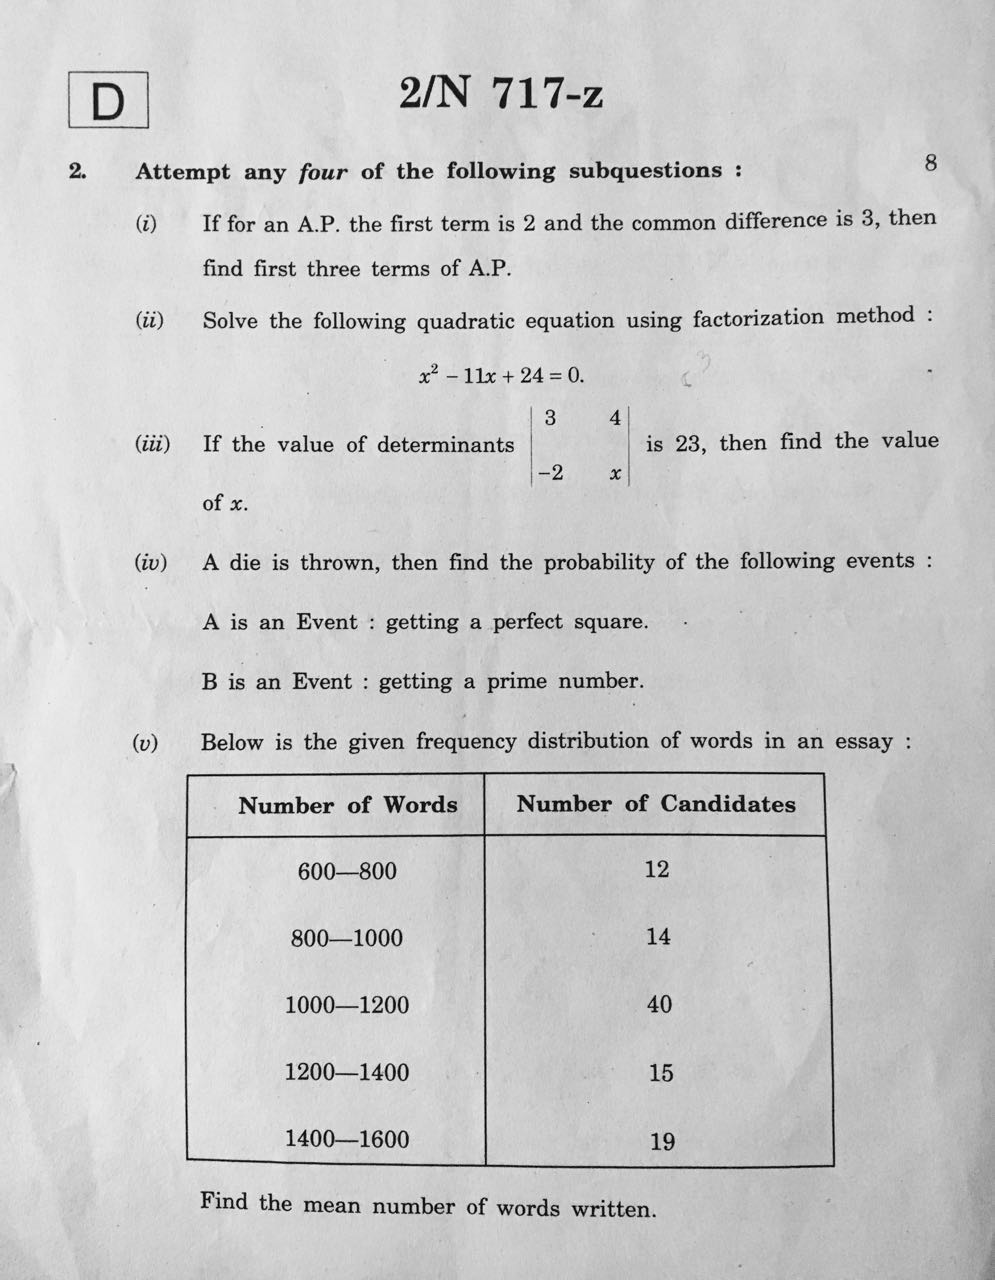 D
2/N 717-z
2. Attempt any four of the following subquestions : 8
(i) If for an A.P. the first term is 2 and the common difference is 3, then
find first three terms of A.P.
(ii) Solve the following quadratic equation using factorization method :
x² – 11x + 24 = 0.
3 4
(iii) If the value of determinants is 23, then find the value
–2 x
of x.
(iv) A die is thrown, then find the probability of the following events :
A is an Event : getting a perfect square.
B is an Event : getting a prime number.
(v) Below is the given frequency distribution of words in an essay :
Number of Words Number of Candidates
600—800 12
800—1000 14
1000—1200 40
1200—1400 15
1400—1600 19
Find the mean number of words written.